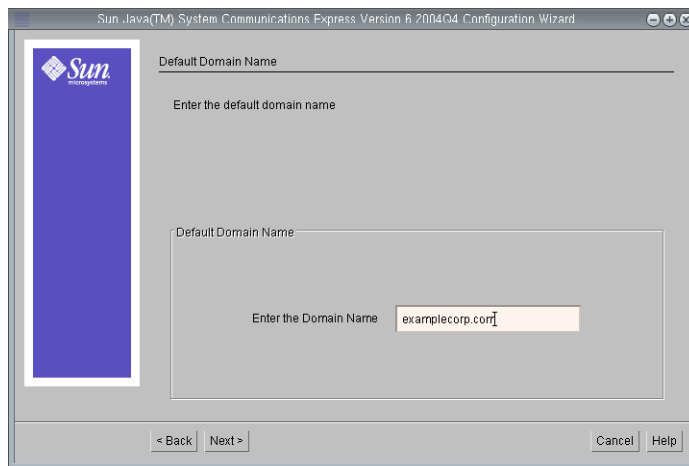 Sun Java(TM) System Communications Express Version 6 2004Q4 Configuration Wizard
Sun
microsystems
Default Domain Name
Enter the default domain name
Default Domain Name
Enter the Domain Name examplecorp.com
< Back Next > Cancel Help